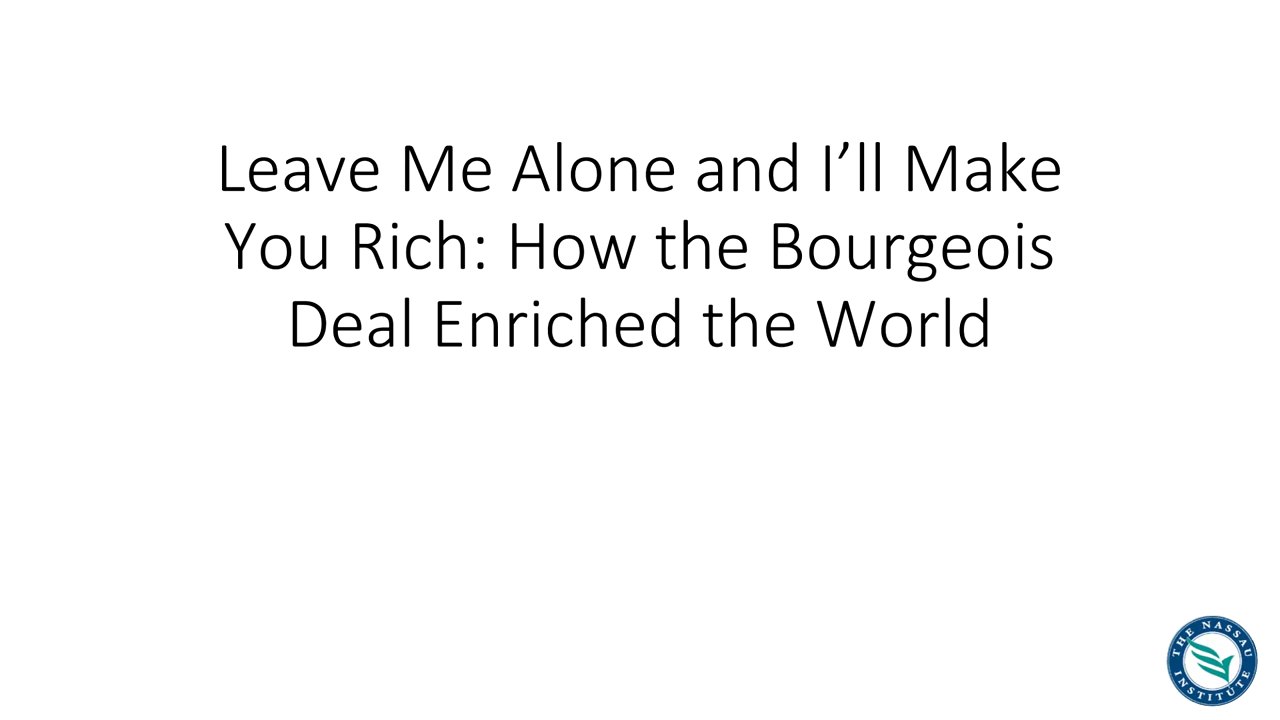 Leave Me Alone and I’ll Make
You Rich: How the Bourgeois
Deal Enriched the World
THE NASSAU
INSTITUTE